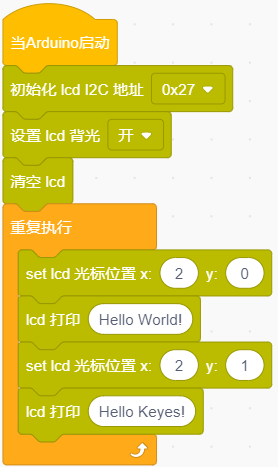 当Arduino启动
初始化 lcd I2C 地址 0x27
设置 lcd 背光 开
清空 lcd
重复执行
set lcd 光标位置 x: 2 y: 0
lcd 打印 Hello World!
set lcd 光标位置 x: 2 y: 1
lcd 打印 Hello Keyes!